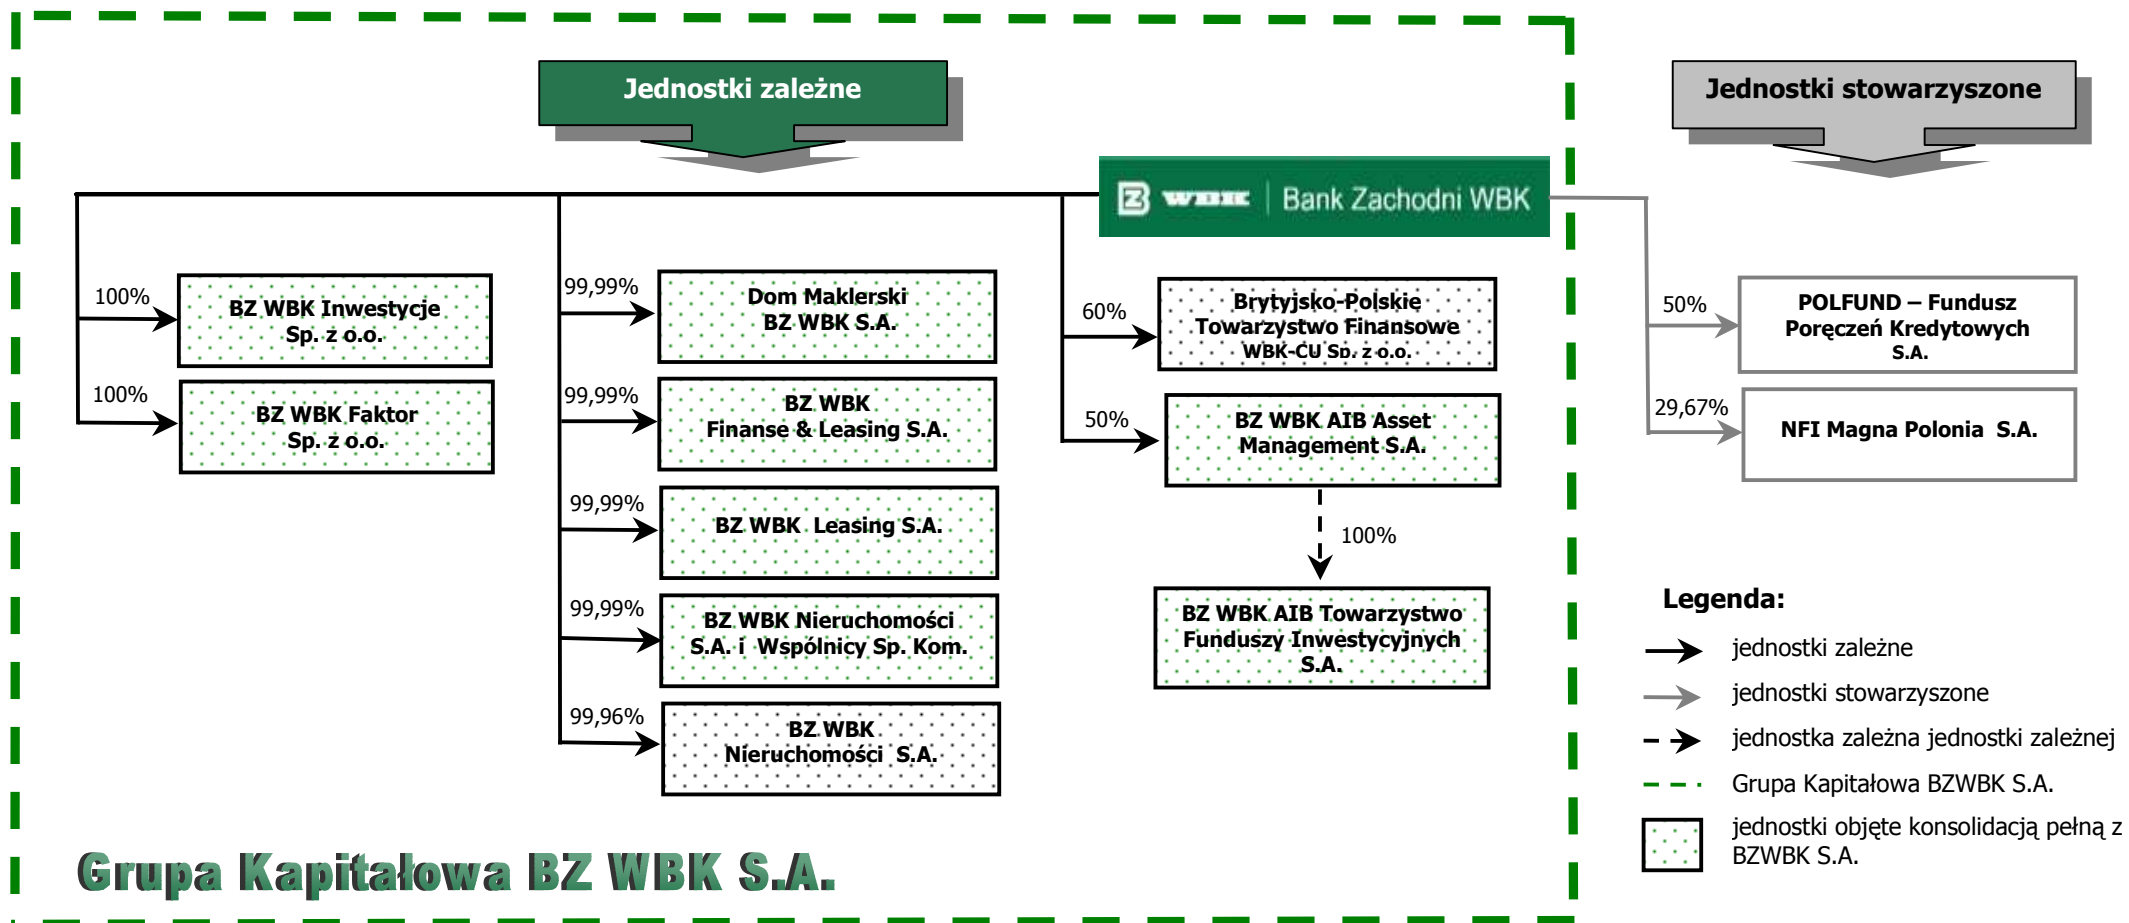 Jednostki zależne
Jednostki stowarzyszone
BZ WBK | Bank Zachodni WBK
100%
BZ WBK Inwestycje
Sp. z o.o.
100%
BZ WBK Faktor
Sp. z o.o.
99,99%
Dom Maklerski
BZ WBK S.A.
99,99%
BZ WBK
Finanse & Leasing S.A.
99,99%
BZ WBK Leasing S.A.
99,99%
BZ WBK Nieruchomości
S.A. i Wspólnicy Sp. Kom.
99,96%
BZ WBK
Nieruchomości S.A.
60%
Brytyjsko-Polskie
Towarzystwo Finansowe
WBK-CU Sp. z o.o.
50%
BZ WBK AIB Asset
Management S.A.
100%
BZ WBK AIB Towarzystwo
Funduszy Inwestycyjnych
S.A.
50%
POLFUND – Fundusz
Poręczeń Kredytowych
S.A.
29,67%
NFI Magna Polonia S.A.
Legenda:
jednostki zależne
jednostki stowarzyszone
jednostka zależna jednostki zależnej
Grupa Kapitałowa BZWBK S.A.
jednostki objęte konsolidacją pełną z
BZWBK S.A.
Grupa Kapitałowa BZ WBK S.A.